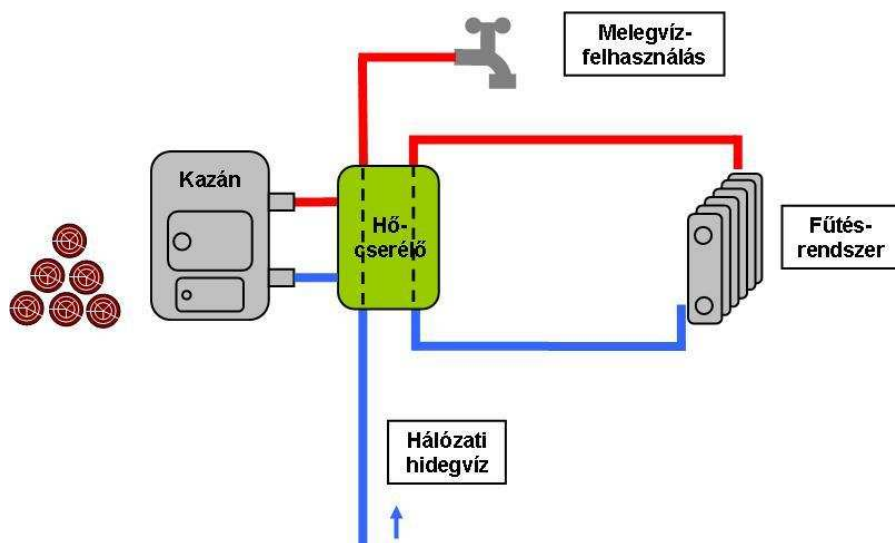 Melegvíz-
felhasználás
Kazán
Hő-
cserélő
Fűtés-
rendszer
Hálózati
hidegvíz